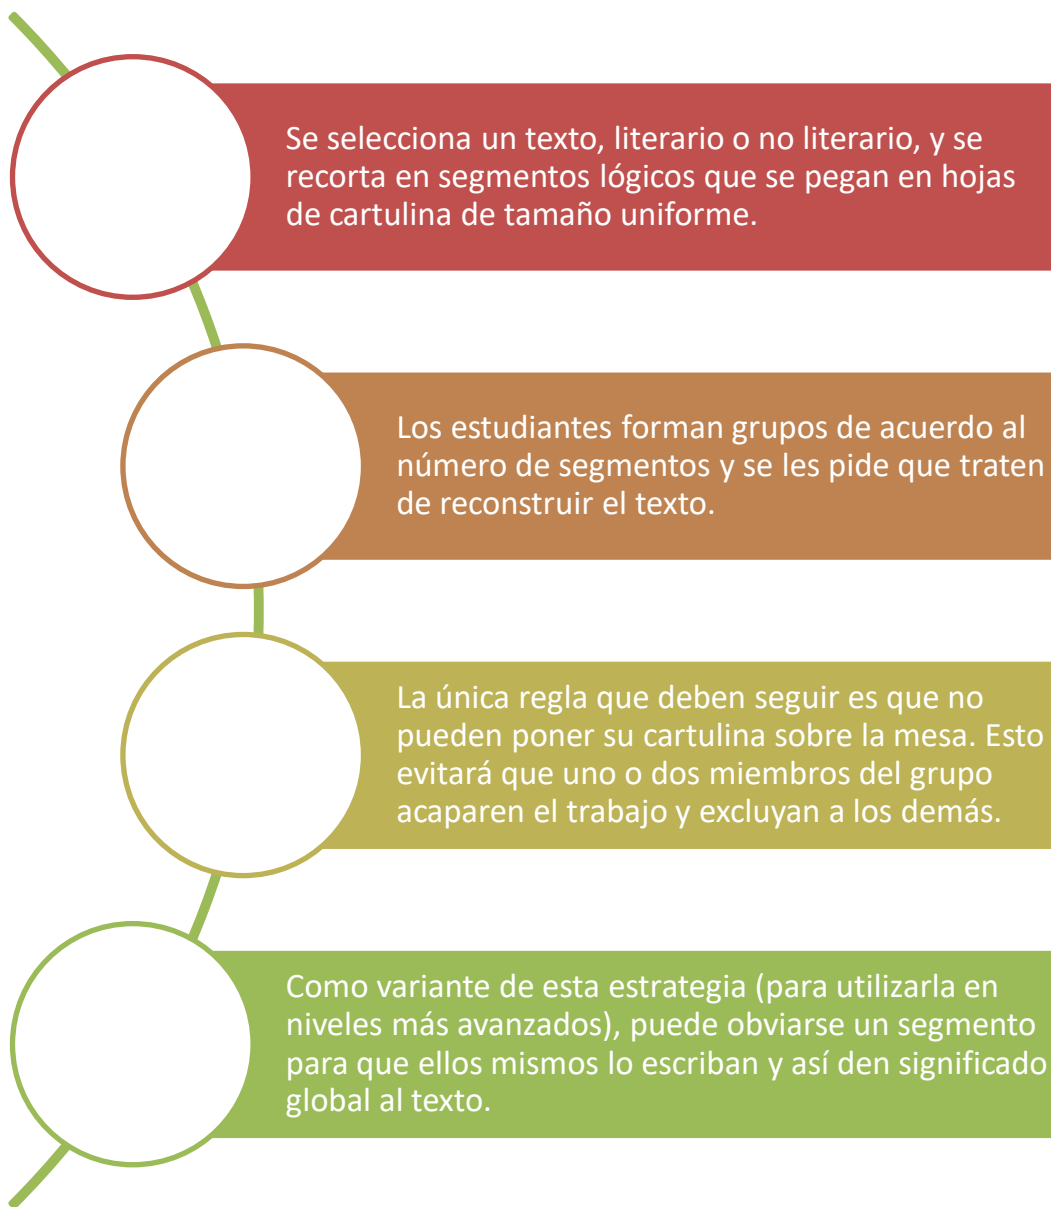 Se selecciona un texto, literario o no literario, y se
recorta en segmentos lógicos que se pegan en hojas
de cartulina de tamaño uniforme.
Los estudiantes forman grupos de acuerdo al
número de segmentos y se les pide que traten
de reconstruir el texto.
La única regla que deben seguir es que no
pueden poner su cartulina sobre la mesa. Esto
evitará que uno o dos miembros del grupo
acaparen el trabajo y excluyan a los demás.
Como variante de esta estrategia (para utilizarla en
niveles más avanzados), puede obviarse un segmento
para que ellos mismos lo escriban y así den significado
global al texto.